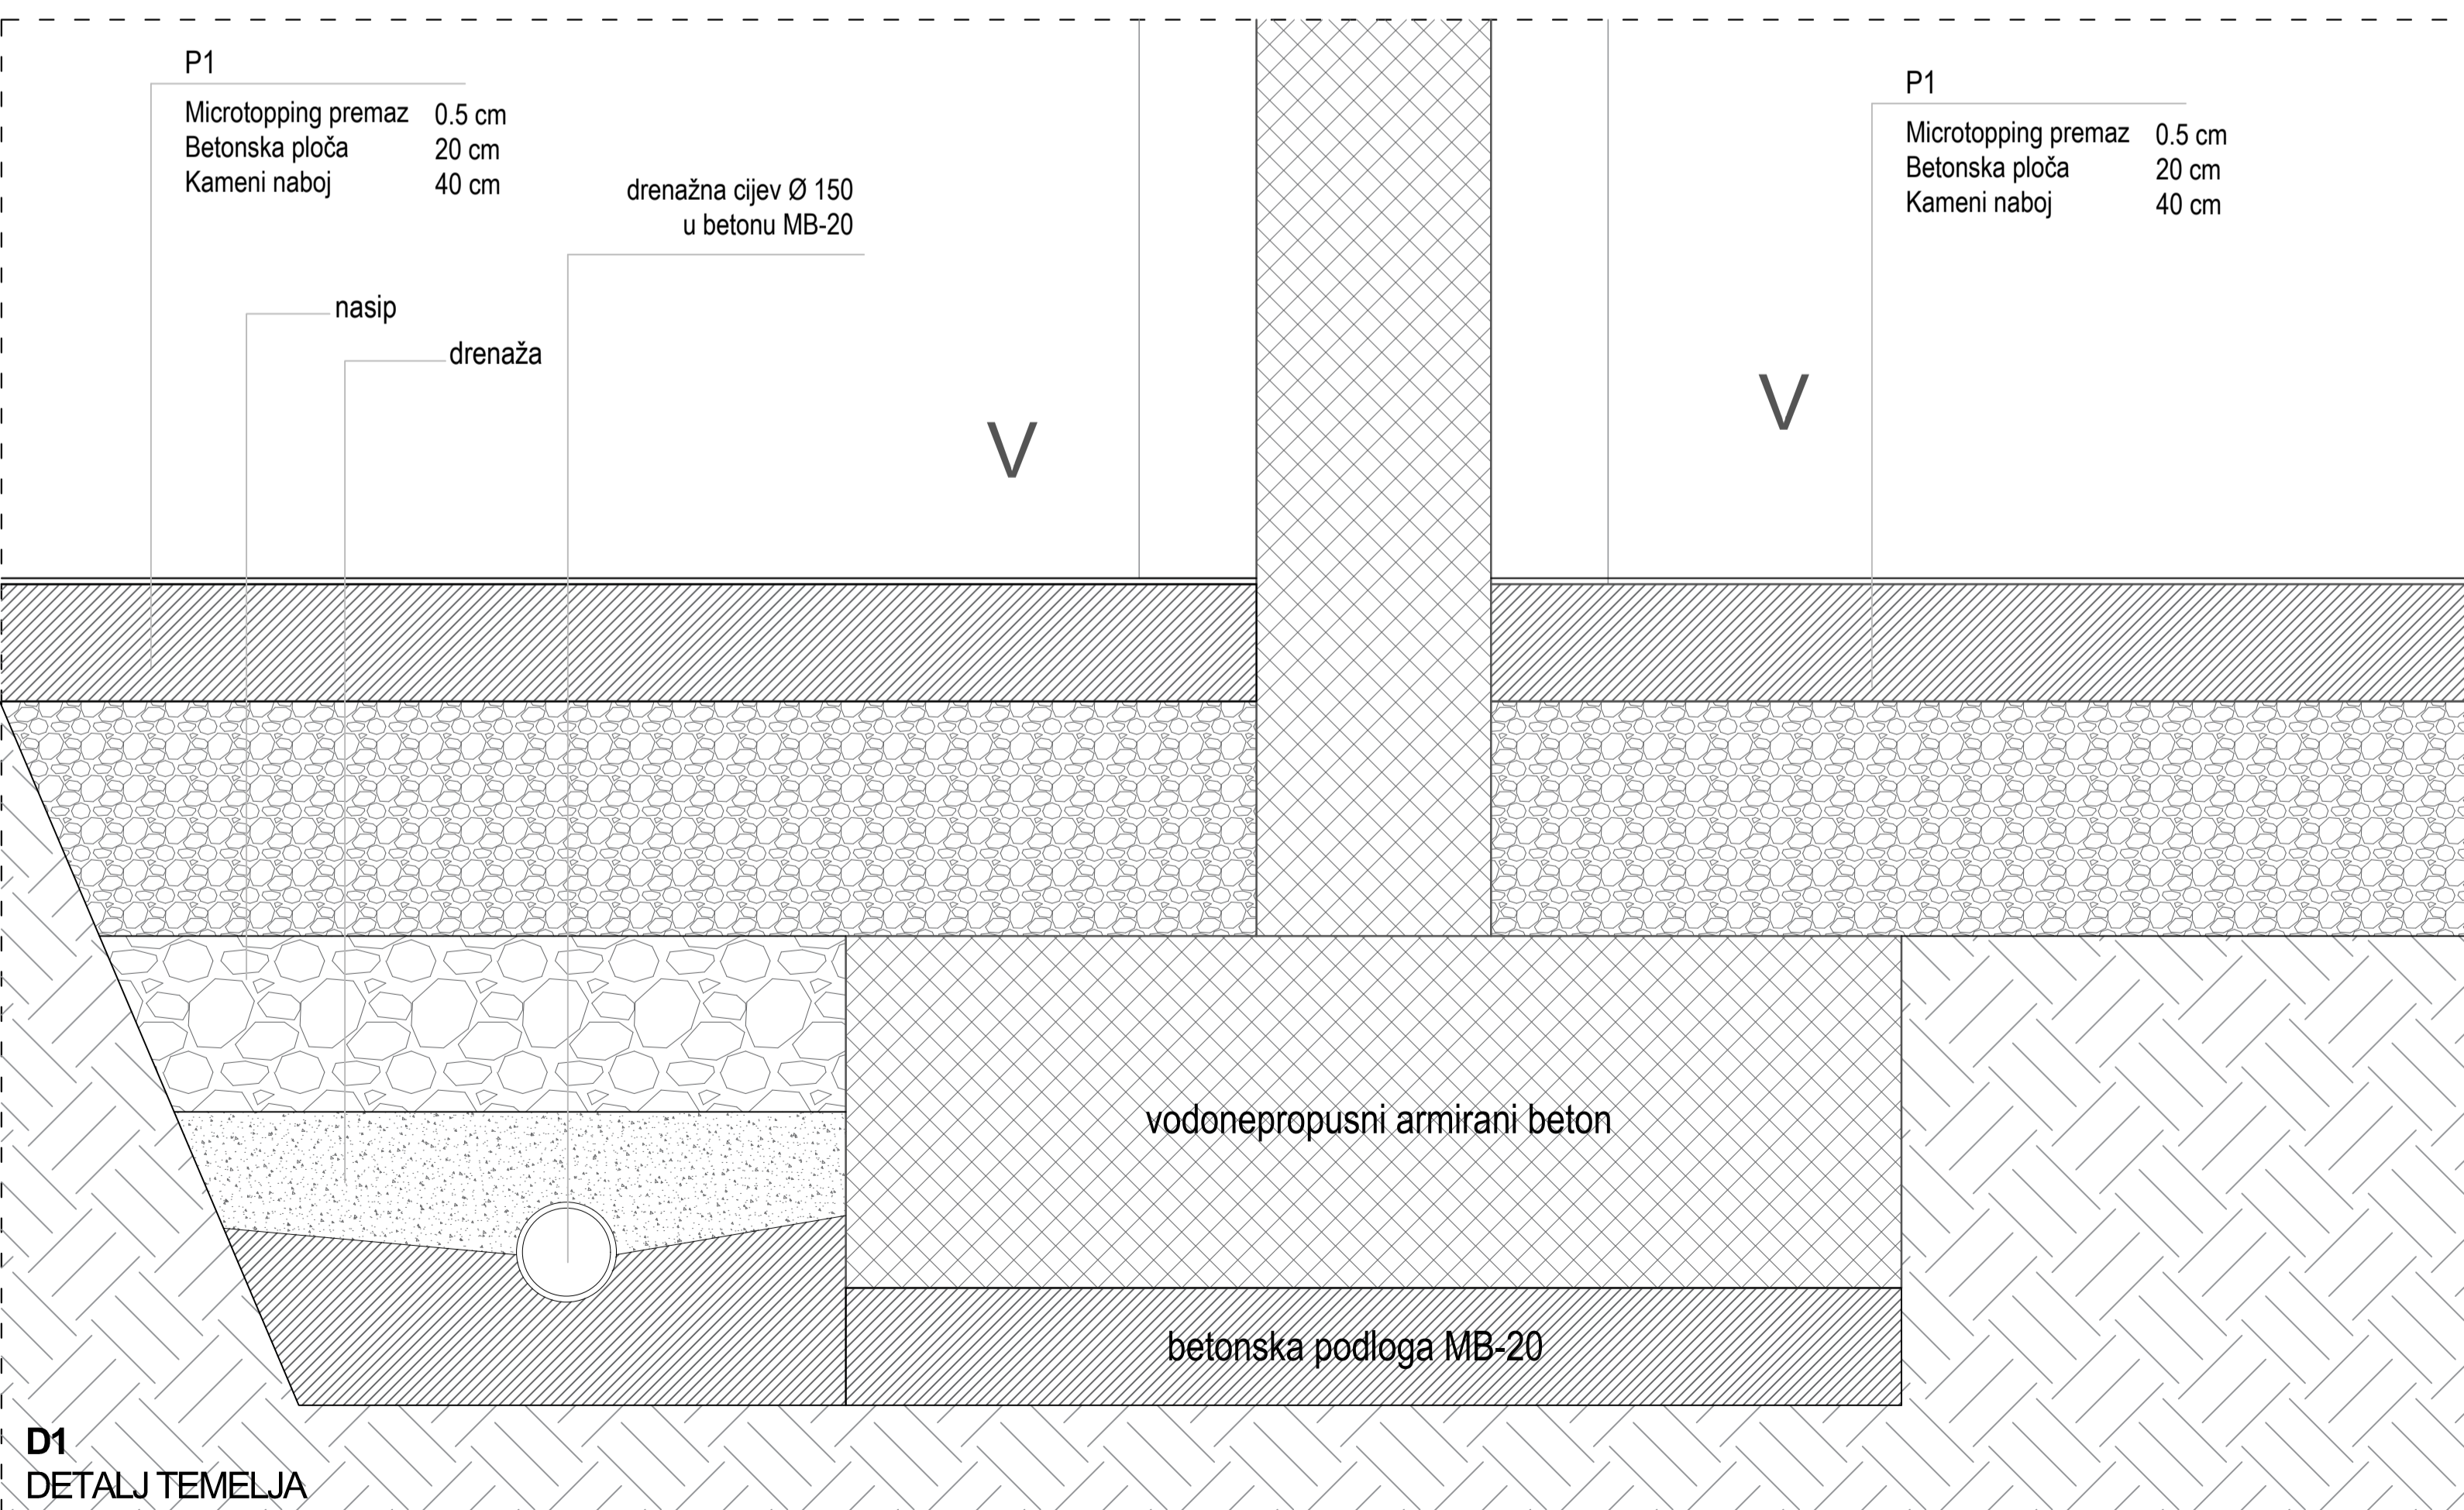 P1
Microtopping premaz 0.5 cm
Betonska ploča 20 cm
Kameni naboj 40 cm
drenažna cijev Ø 150
u betonu MB-20
nasip
drenaža
V
P1
Microtopping premaz 0.5 cm
Betonska ploča 20 cm
Kameni naboj 40 cm
V
vodonepropusni armirani beton
betonska podloga MB-20
D1
DETALJ TEMELJA